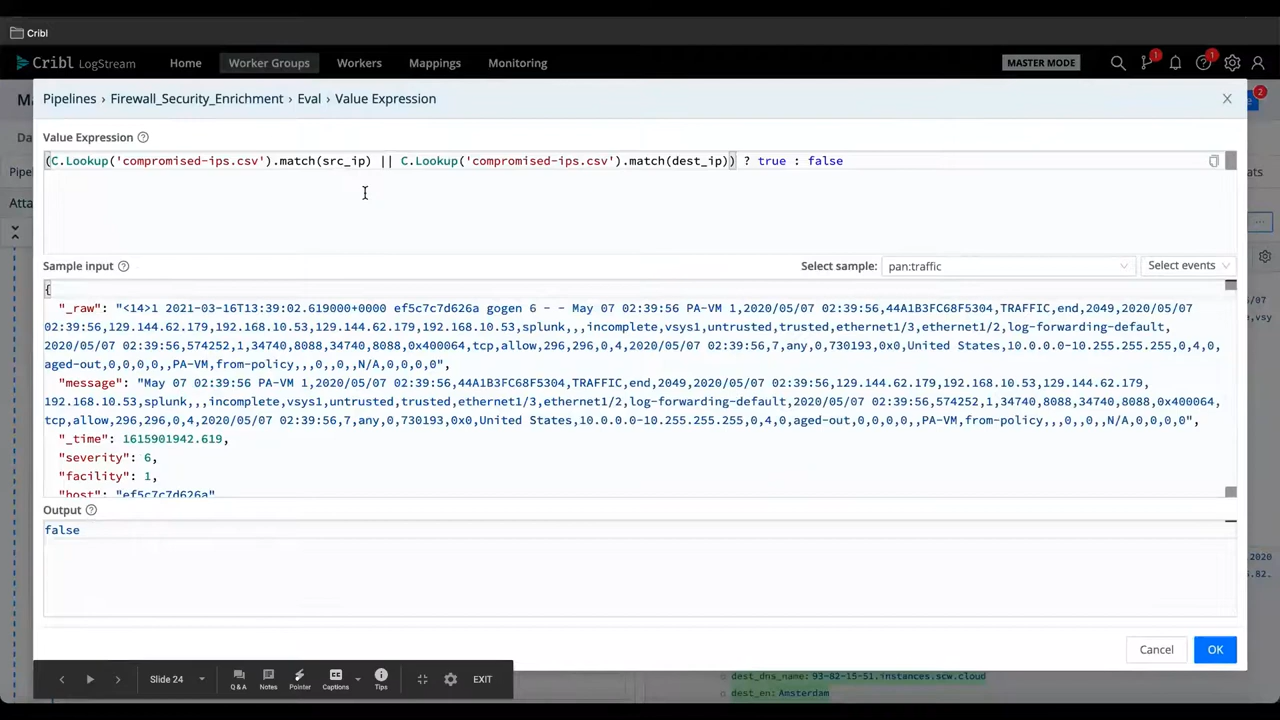 Cribl
Cribl LogStream Home Worker Groups Workers Mappings Monitoring MASTER MODE 1 1
Pipelines › Firewall_Security_Enrichment › Eval › Value Expression
2
Value Expression
(C.Lookup('compromised-ips.csv').match(src_ip) || C.Lookup('compromised-ips.csv').match(dest_ip)) ? true : false
Sample input Select sample: pan:traffic Select events
{
"_raw": "<14>1 2021-03-16T13:39:02.619000+0000 ef5c7c7d626a gogen 6 - - May 07 02:39:56 PA-VM 1,2020/05/07 02:39:56,44A1B3FC68F5304,TRAFFIC,end,2049,2020/05/07
02:39:56,129.144.62.179,192.168.10.53,129.144.62.179,192.168.10.53,splunk,,,incomplete,vsys1,untrusted,trusted,ethernet1/3,ethernet1/2,log-forwarding-default,
2020/05/07 02:39:56,574252,1,34740,8088,34740,8088,0x400064,tcp,allow,296,296,0,4,2020/05/07 02:39:56,7,any,0,730193,0x0,United States,10.0.0.0-10.255.255.255,0,4,0,
aged-out,0,0,0,0,,PA-VM,from-policy,,,0,,0,,N/A,0,0,0,0",
"message": "May 07 02:39:56 PA-VM 1,2020/05/07 02:39:56,44A1B3FC68F5304,TRAFFIC,end,2049,2020/05/07 02:39:56,129.144.62.179,192.168.10.53,129.144.62.179,
192.168.10.53,splunk,,,incomplete,vsys1,untrusted,trusted,ethernet1/3,ethernet1/2,log-forwarding-default,2020/05/07 02:39:56,574252,1,34740,8088,34740,8088,0x400064,
tcp,allow,296,296,0,4,2020/05/07 02:39:56,7,any,0,730193,0x0,United States,10.0.0.0-10.255.255.255,0,4,0,aged-out,0,0,0,0,,PA-VM,from-policy,,,0,,0,,N/A,0,0,0,0",
"_time": 1615901942.619,
"severity": 6,
"facility": 1,
"host": "ef5c7c7d626a"
Output
false
Cancel OK
Slide 24 Q & A Notes Pointer Captions Tips EXIT
dest_dns_name: 93-82-15-51.instances.scw.cloud
dest_en: Amsterdam